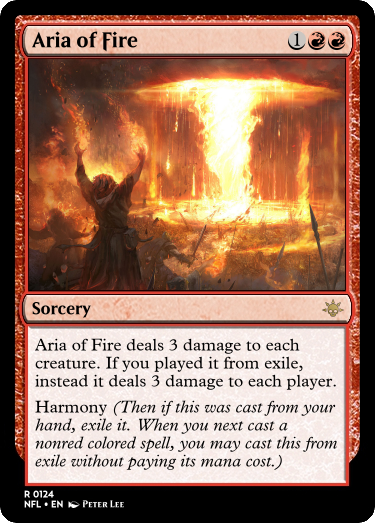 Aria of Fire 1
Sorcery
Aria of Fire deals 3 damage to each
creature. If you played it from exile,
instead it deals 3 damage to each player.
Harmony (Then if this was cast from your
hand, exile it. When you next cast a
nonred colored spell, you may cast this from
exile without paying its mana cost.)
R 0124
NFL • EN Peter Lee